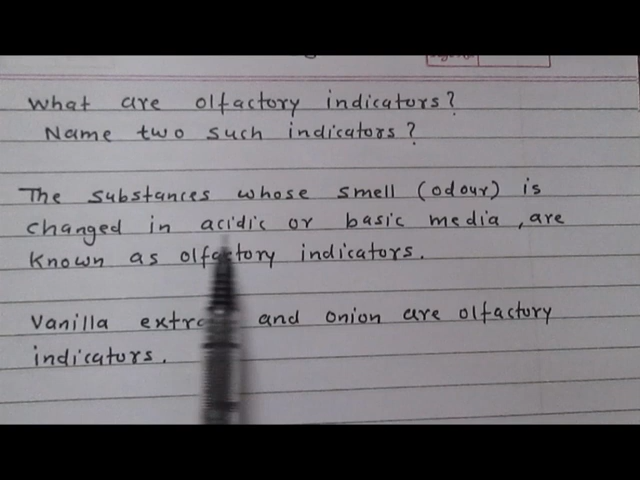 What are olfactory indicators?
Name two such indicators?
The substances whose smell (odour) is
changed in acidic or basic media, are
known as olfactory indicators.
Vanilla and onion are olfactory
indicators.